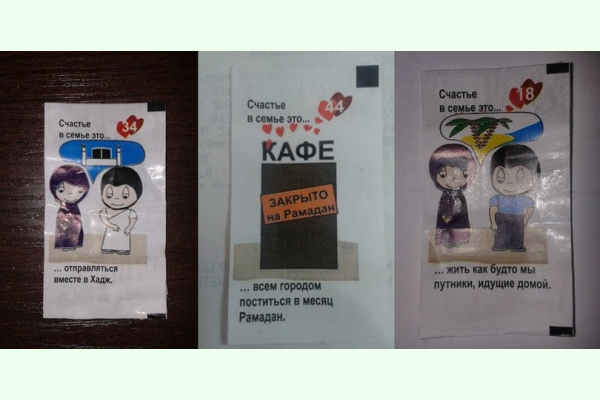 Счастье
в семье это...
34
... отправляться
вместе в Хадж.
Счастье
в семье это...
44
КАФЕ
ЗАКРЫТО
на Рамадан
... всем городом
поститься в месяц
Рамадан.
Счастье
в семье это...
18
... жить как будто мы
путники, идущие домой.